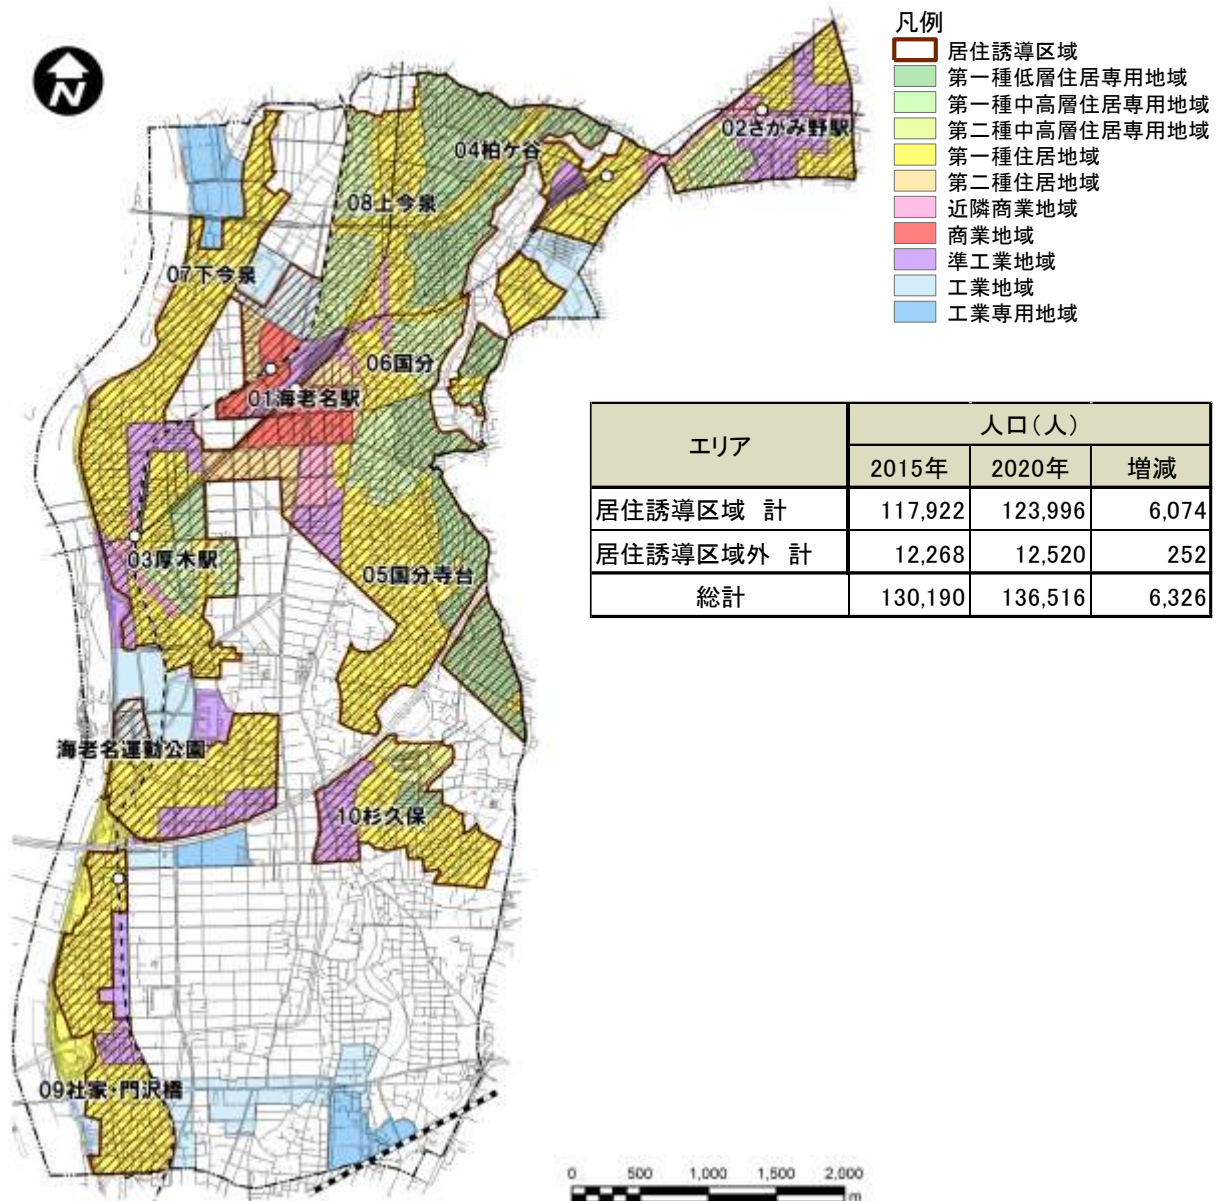 N
凡例
居住誘導区域
第一種低層住居専用地域
第一種中高層住居専用地域
第二種中高層住居専用地域
第一種住居地域
第二種住居地域
近隣商業地域
商業地域
準工業地域
工業地域
工業専用地域
02さがみ野駅
04柏ケ谷
08上今泉
07下今泉
06国分
01海老名駅
03厚木駅
05国分寺台
海老名運動公園
10杉久保
09社家・門沢橋
エリア 人口(人)
2015年 2020年 増減
居住誘導区域 計 117,922 123,996 6,074
居住誘導区域外 計 12,268 12,520 252
総計 130,190 136,516 6,326
0 500 1,000 1,500 2,000
m